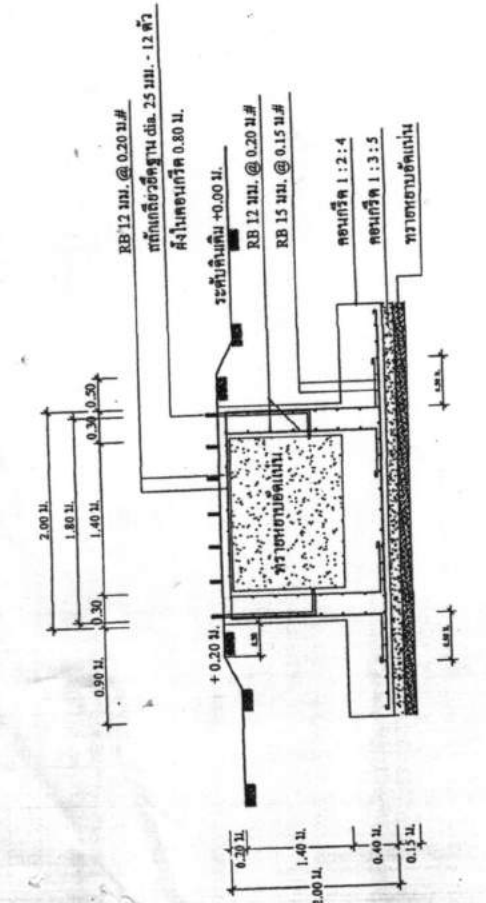 RB 12 มม. @ 0.20 ม.#
สลักเกลียวยึดฐาน dia. 25 มม. - 12 ตัว
ฝังในคอนกรีต 0.80 ม.
ระดับดินเดิม +0.00 ม.
RB 12 มม. @ 0.20 ม.#
RB 15 มม. @ 0.15 ม.#
คอนกรีต 1 : 2 : 4
คอนกรีต 1 : 3 : 5
ทรายหยาบอัดแน่น
2.00 ม.
1.80 ม.
0.90 ม.
0.30
1.40 ม.
0.30
0.50
+ 0.20 ม.
ทรายหยาบอัดแน่น
0.20 ม.
1.40 ม.
0.40 ม.
0.15 ม.
2.00 ม.